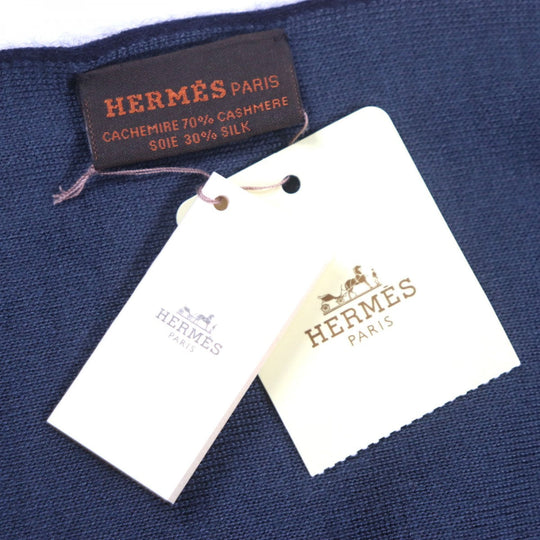 HERMÈS PARIS
CACHEMIRE 70% CASHMERE
SOIE 30% SILK
HERMÈS
PARIS
HERMÈS
PARIS